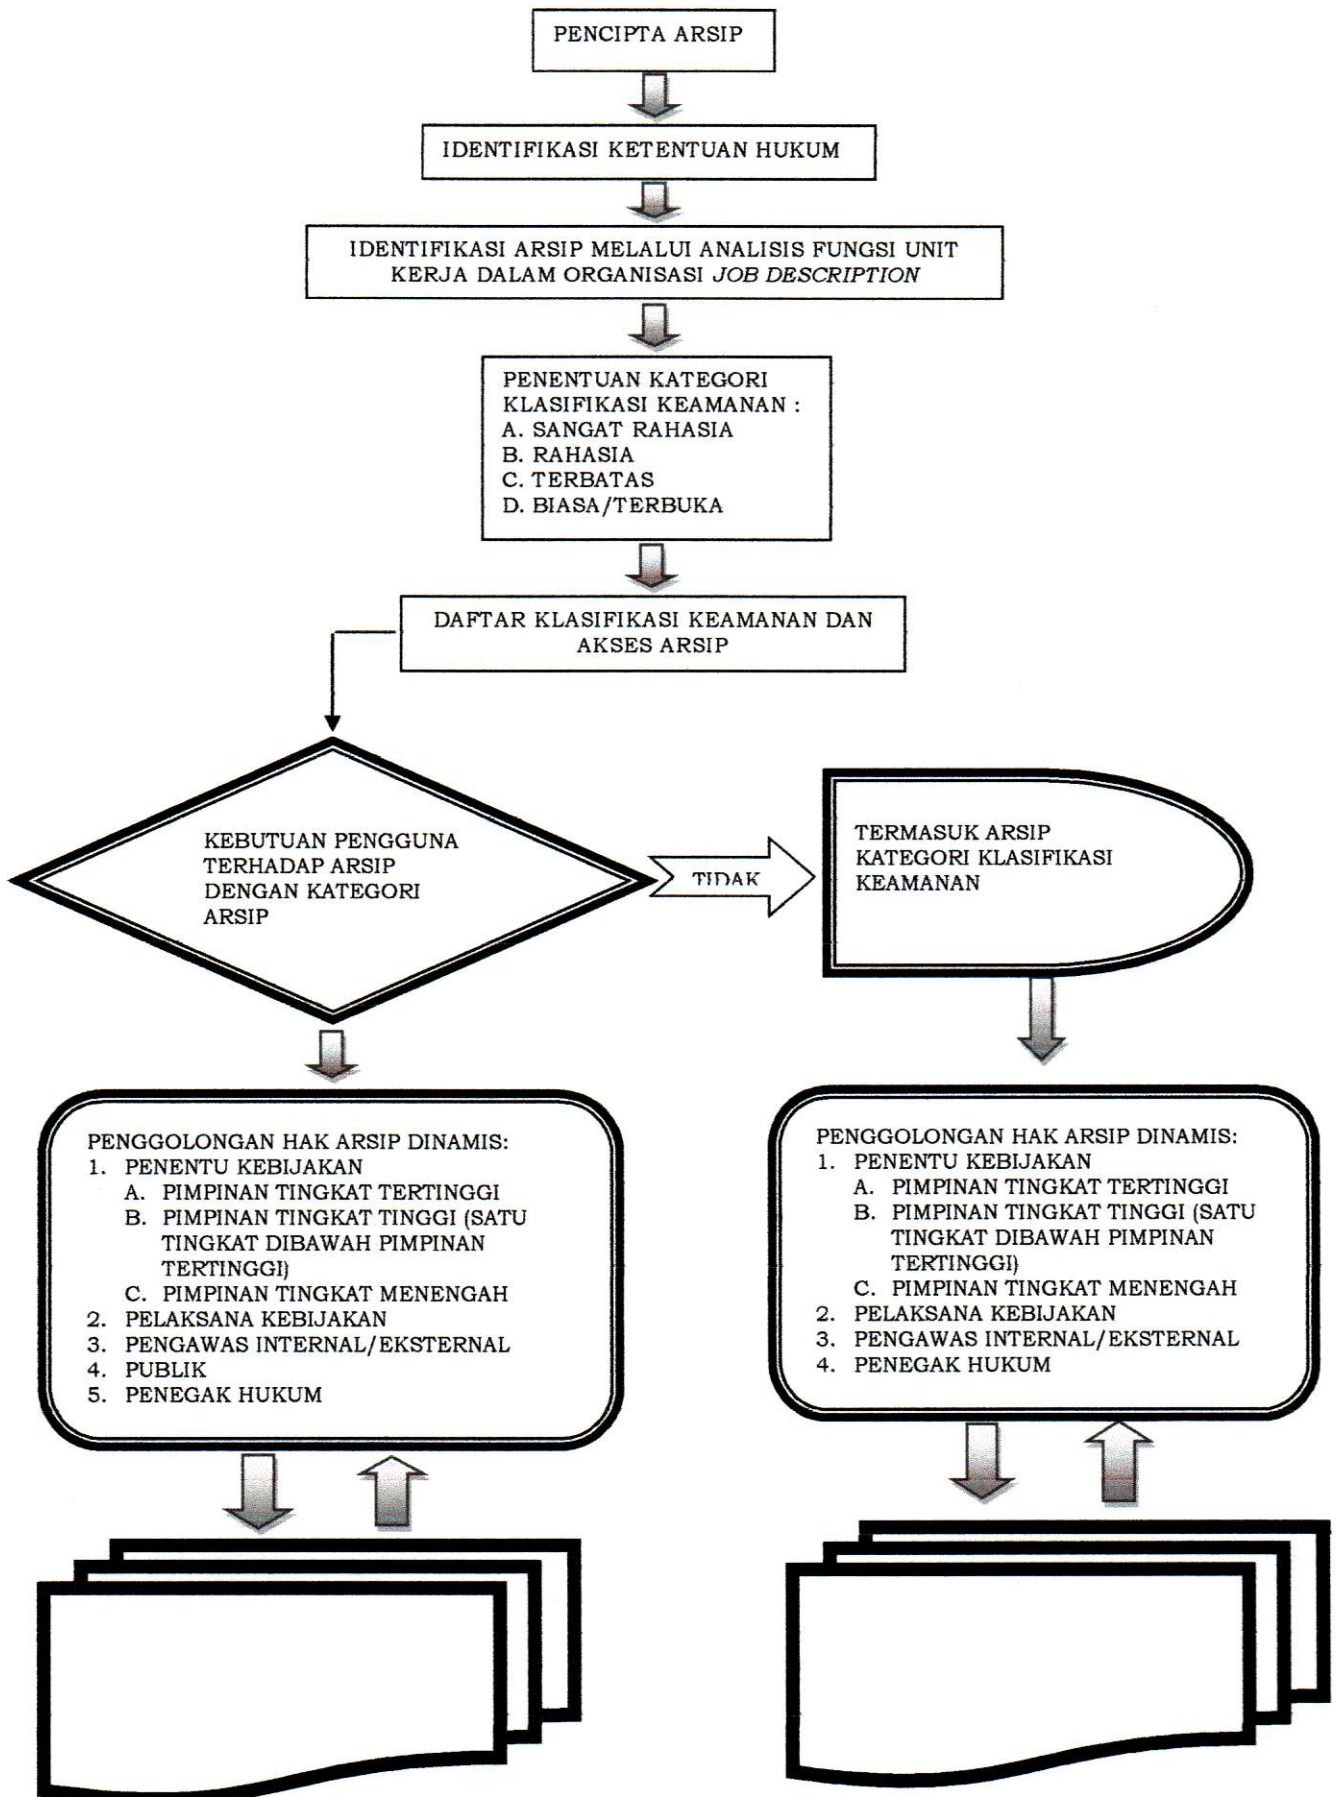 PENCIPTA ARSIP
IDENTIFIKASI KETENTUAN HUKUM
IDENTIFIKASI ARSIP MELALUI ANALISIS FUNGSI UNIT
KERJA DALAM ORGANISASI JOB DESCRIPTION
PENENTUAN KATEGORI
KLASIFIKASI KEAMANAN :
A. SANGAT RAHASIA
B. RAHASIA
C. TERBATAS
D. BIASA/TERBUKA
DAFTAR KLASIFIKASI KEAMANAN DAN
AKSES ARSIP
KEBUTUAN PENGGUNA
TERHADAP ARSIP
DENGAN KATEGORI
ARSIP
TIDAK
TERMASUK ARSIP
KATEGORI KLASIFIKASI
KEAMANAN
PENGGOLONGAN HAK ARSIP DINAMIS:
1. PENENTU KEBIJAKAN
A. PIMPINAN TINGKAT TERTINGGI
B. PIMPINAN TINGKAT TINGGI (SATU
TINGKAT DIBAWAH PIMPINAN
TERTINGGI)
C. PIMPINAN TINGKAT MENENGAH
2. PELAKSANA KEBIJAKAN
3. PENGAWAS INTERNAL/EKSTERNAL
4. PUBLIK
5. PENEGAK HUKUM
PENGGOLONGAN HAK ARSIP DINAMIS:
1. PENENTU KEBIJAKAN
A. PIMPINAN TINGKAT TERTINGGI
B. PIMPINAN TINGKAT TINGGI (SATU
TINGKAT DIBAWAH PIMPINAN
TERTINGGI)
C. PIMPINAN TINGKAT MENENGAH
2. PELAKSANA KEBIJAKAN
3. PENGAWAS INTERNAL/EKSTERNAL
4. PENEGAK HUKUM